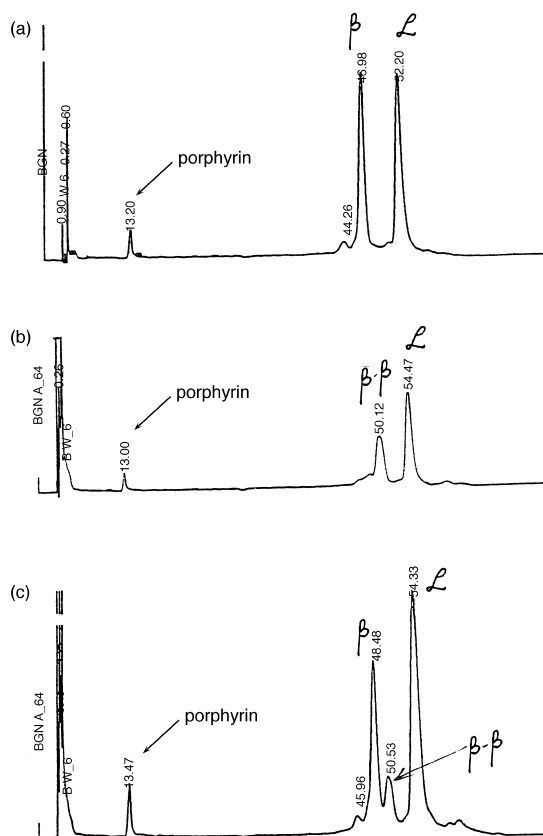 (a)
β ℒ
BGN
0.90
W 6 0.27 0.60
porphyrin
13.20
44.26
46.98
52.20
(b)
β-β ℒ
BGN A_64
0.26
B W_6
porphyrin
13.00
50.12
54.47
(c)
β ℒ
BGN A_64
B W_6
porphyrin
13.47
45.96
48.48
50.53
54.33
β-β